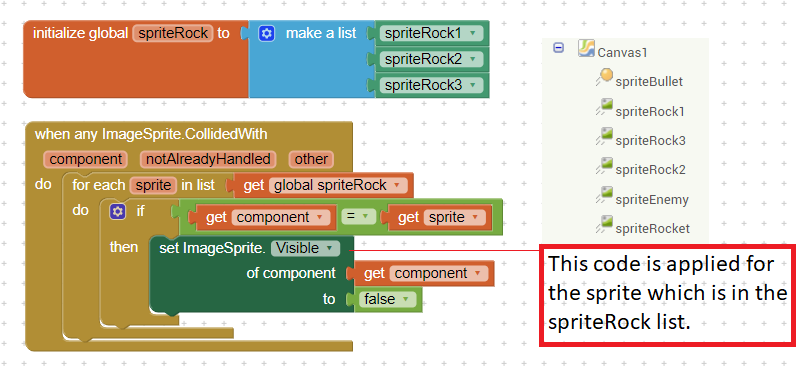 initialize global spriteRock to make a list spriteRock1
spriteRock2
spriteRock3
when any ImageSprite.CollidedWith
component notAlreadyHandled other
do for each sprite in list get global spriteRock
do if get component = get sprite
then set ImageSprite. Visible
of component get component
to false
Canvas1
spriteBullet
spriteRock1
spriteRock3
spriteRock2
spriteEnemy
spriteRocket
This code is applied for
the sprite which is in the
spriteRock list.